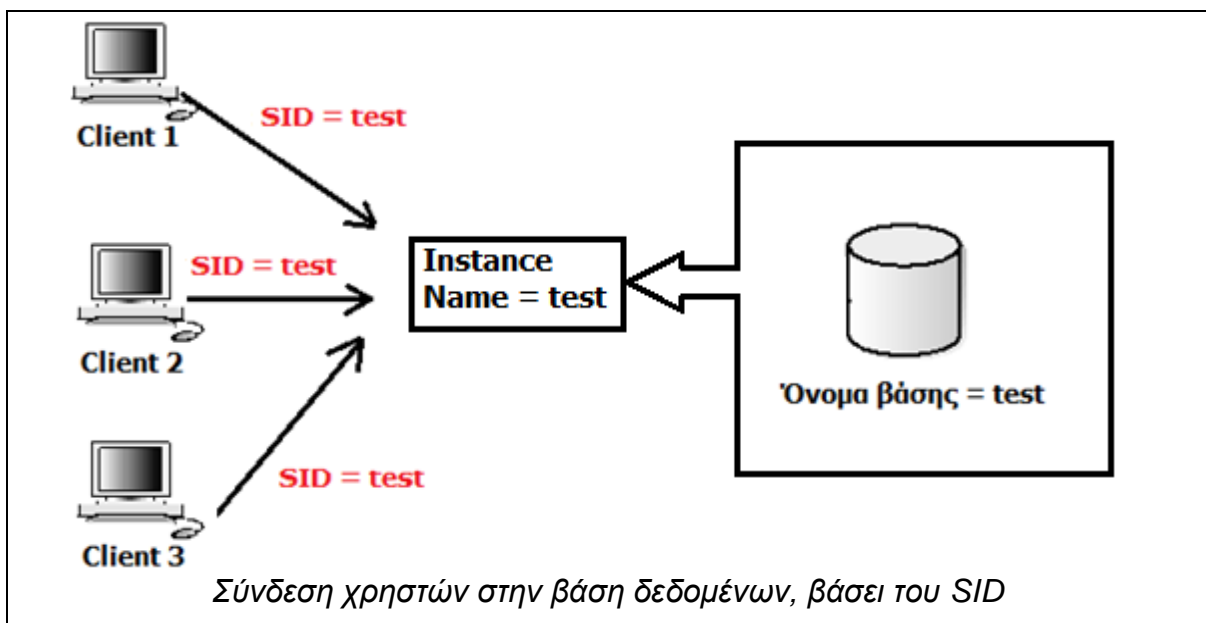 Client 1
SID = test
Client 2
SID = test
Client 3
SID = test
Instance
Name = test
Όνομα βάσης = test
Σύνδεση χρηστών στην βάση δεδομένων, βάσει του SID